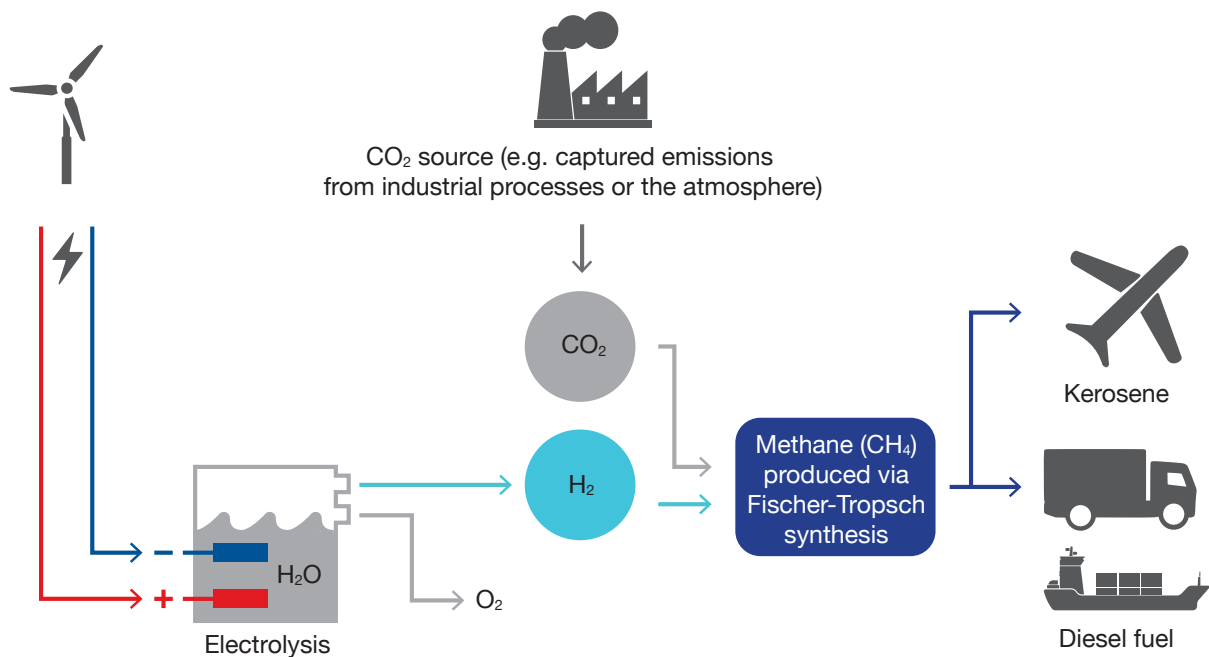 CO₂ source (e.g. captured emissions
from industrial processes or the atmosphere)
CO₂
Kerosene
H₂
Methane (CH₄)
produced via
Fischer-Tropsch
synthesis
–
+
H₂O
O₂
Electrolysis
Diesel fuel